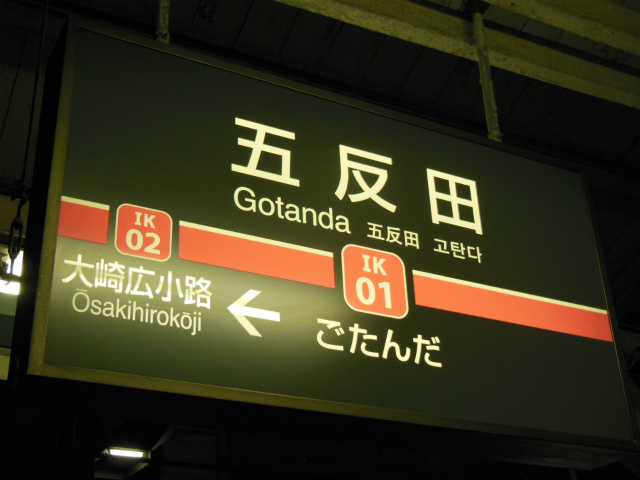 五反田
Gotanda 五反田 고탄다
IK
02
IK
01
大崎広小路
Ōsakihirokōji
←
ごたんだ